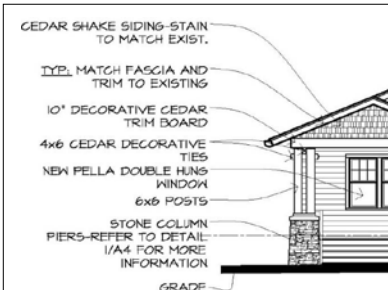 CEDAR SHAKE SIDING-STAIN
TO MATCH EXIST.
TYP: MATCH FASCIA AND
TRIM TO EXISTING
10" DECORATIVE CEDAR
TRIM BOARD
4x6 CEDAR DECORATIVE
TIES
NEW PELLA DOUBLE HUNG
WINDOW
6x6 POSTS
STONE COLUMN
PIERS-REFER TO DETAIL
1/A4 FOR MORE
INFORMATION
GRADE